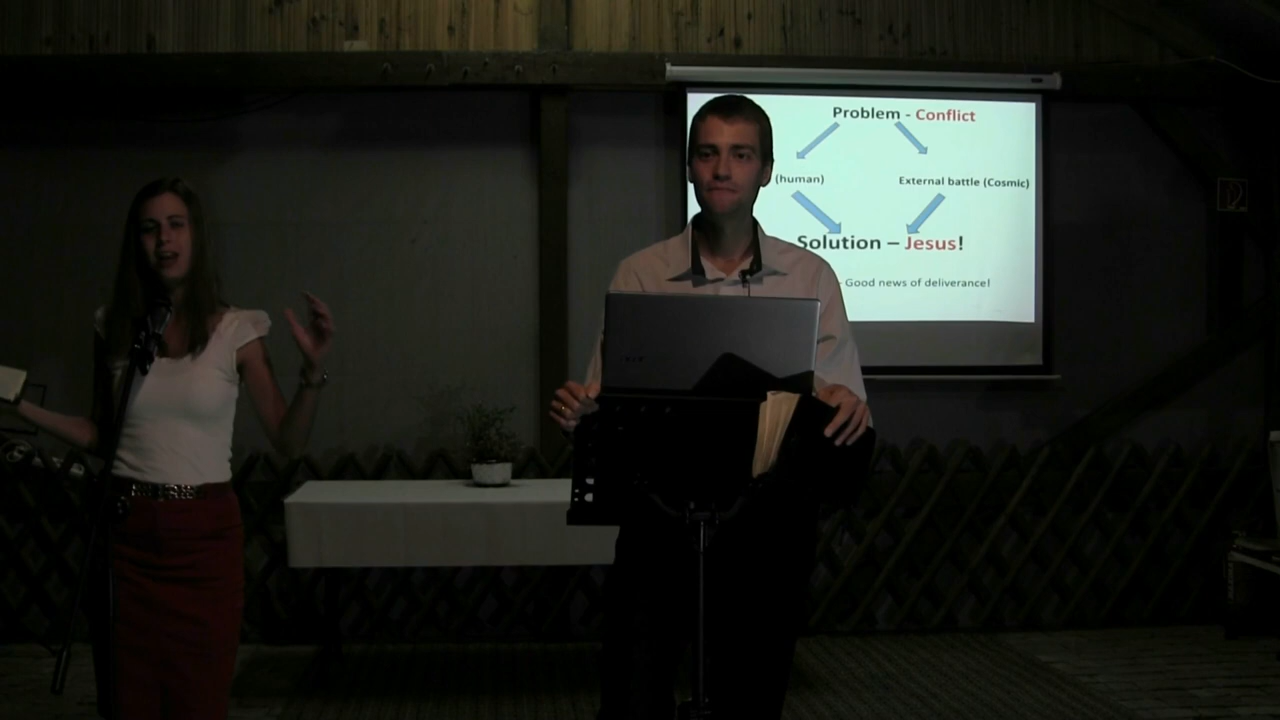 Problem - Conflict
(human) External battle (Cosmic)
Solution – Jesus!
- Good news of deliverance!